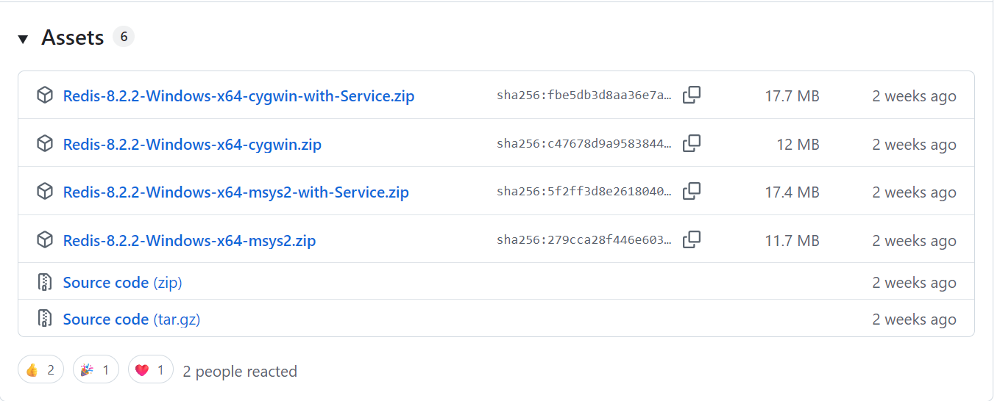 Assets 6
Redis-8.2.2-Windows-x64-cygwin-with-Service.zip sha256:fbe5db3d8aa36e7a… 17.7 MB 2 weeks ago
Redis-8.2.2-Windows-x64-cygwin.zip sha256:c47678d9a9583844… 12 MB 2 weeks ago
Redis-8.2.2-Windows-x64-msys2-with-Service.zip sha256:5f2ff3d8e2618040… 17.4 MB 2 weeks ago
Redis-8.2.2-Windows-x64-msys2.zip sha256:279cca28f446e603… 11.7 MB 2 weeks ago
Source code (zip) 2 weeks ago
Source code (tar.gz) 2 weeks ago
👍 2 🎉 1 ❤️ 1 2 people reacted